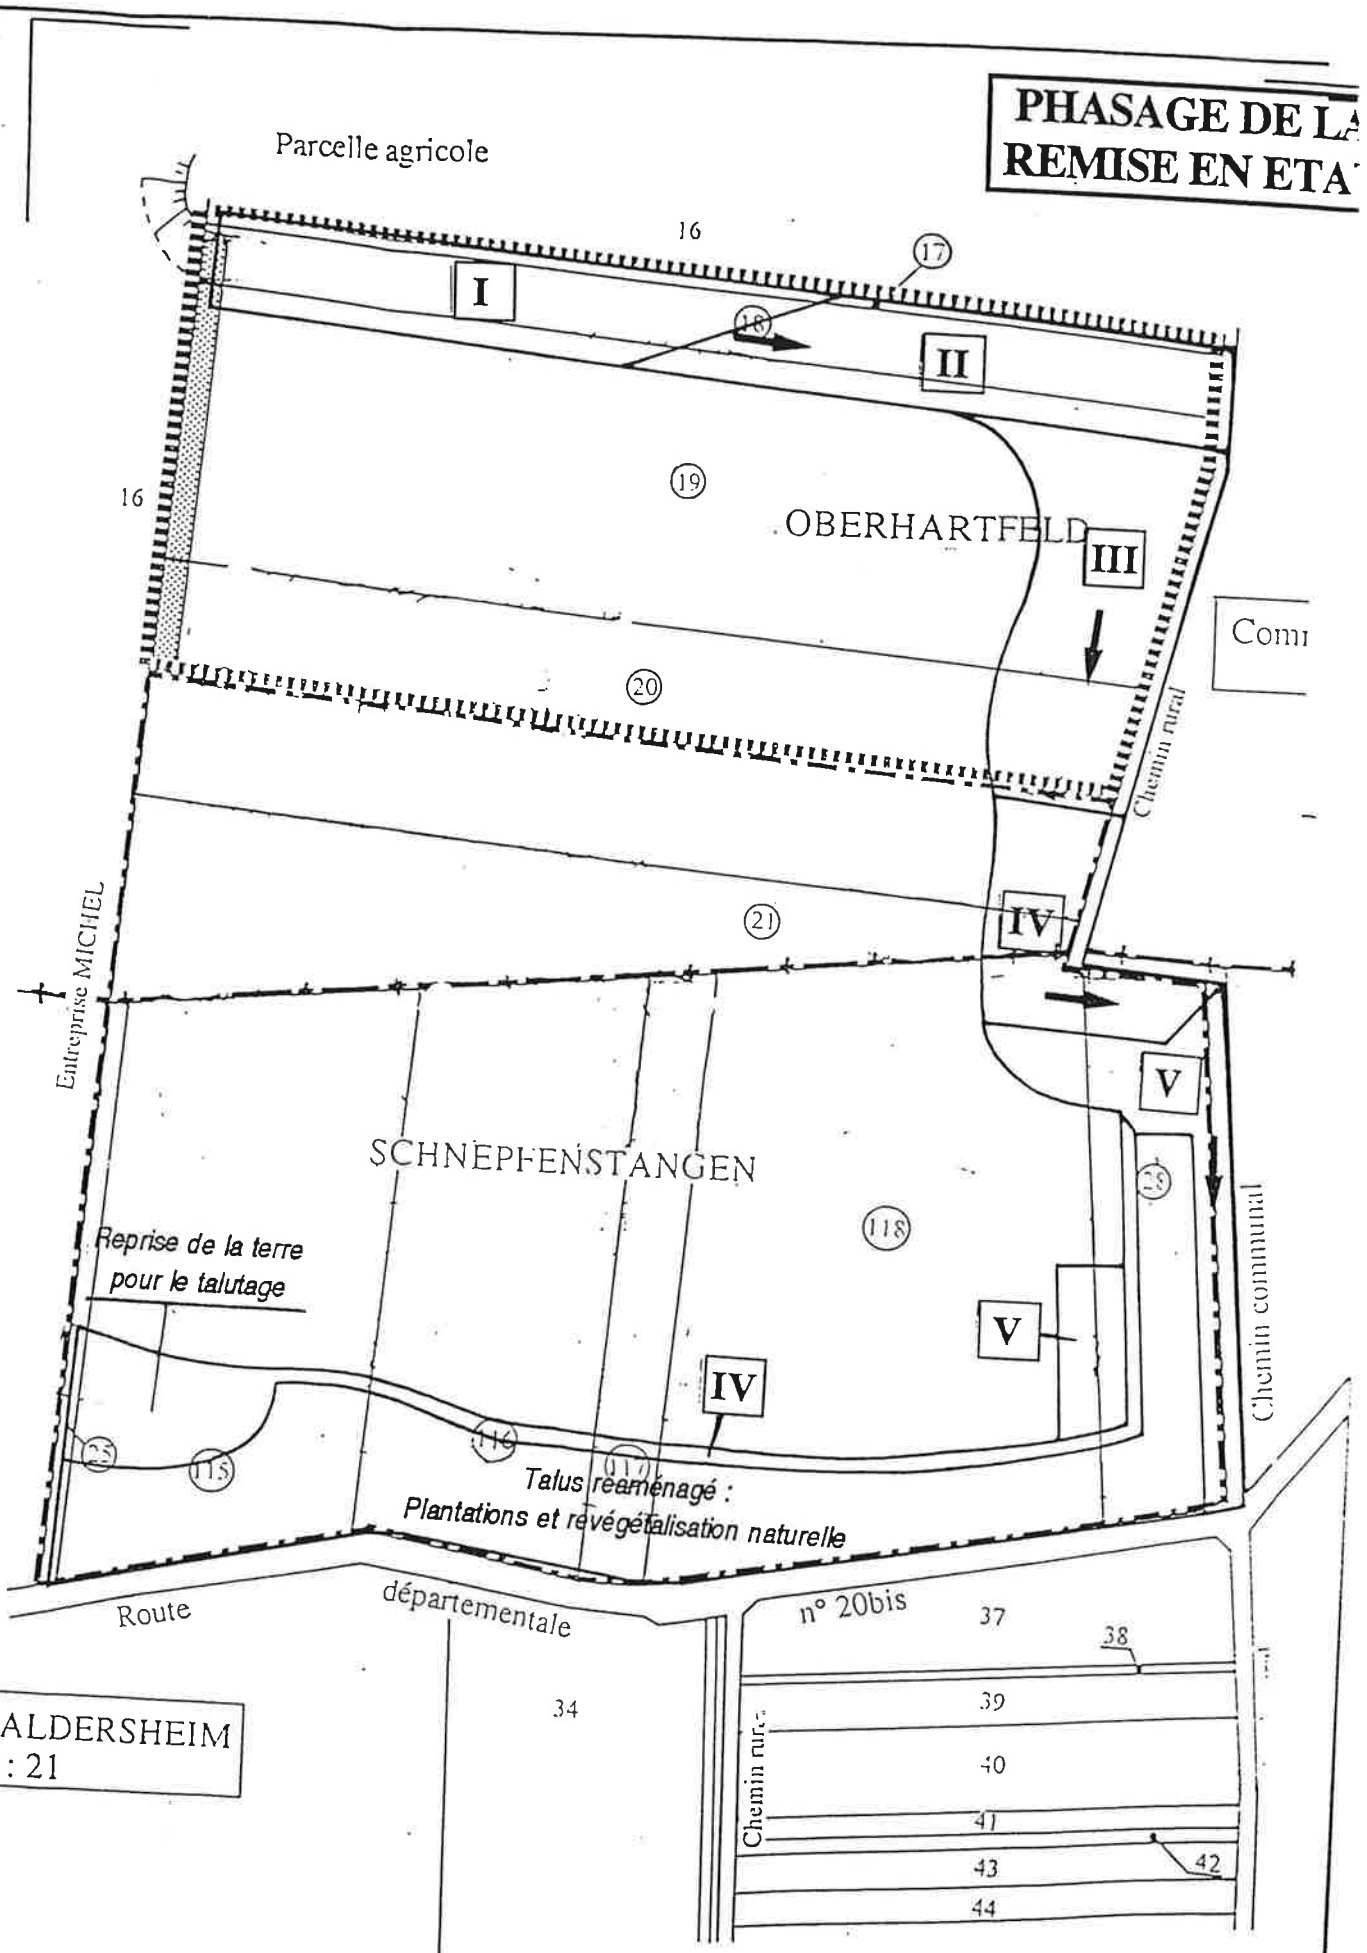 PHASAGE DE LA
REMISE EN ETA
Parcelle agricole
16
17
I
18
II
19
16
OBERHARTFELD
III
Chemin rural
20
IV
21
Entreprise MICHEL
V
SCHNEPFENSTANGEN
28
118
Chemin communal
Reprise de la terre
pour le talutage
V
IV
25
115
116
117
Talus réaménagé :
Plantations et revégétalisation naturelle
Route
départementale
n° 20bis
37
38
34
39
ALDERSHEIM
: 21
40
Chemin rural
41
42
43
44